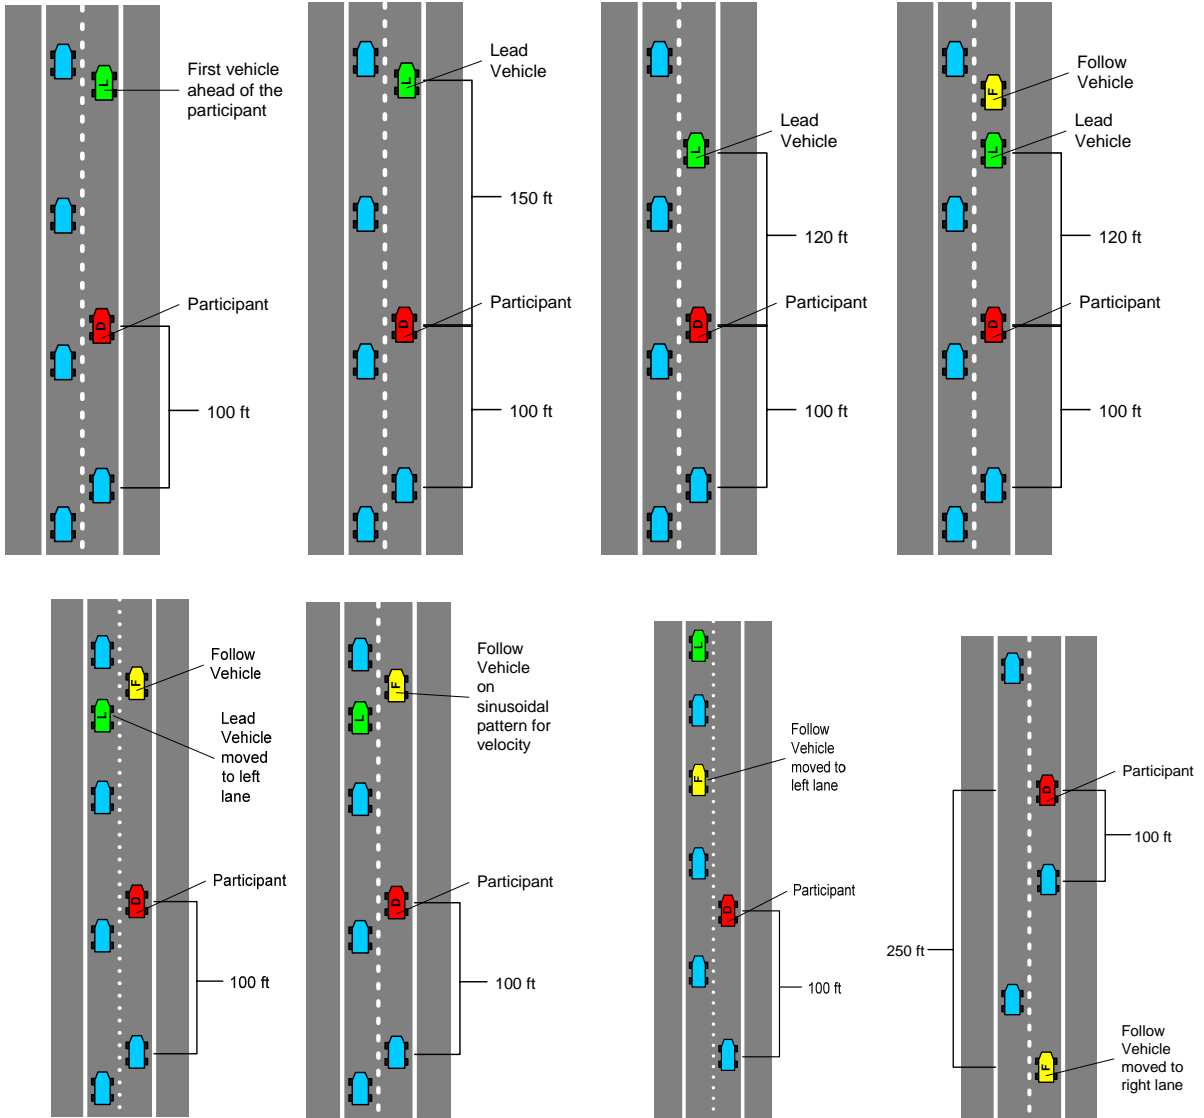 L
First vehicle
ahead of the
participant
D
Participant
100 ft
L
Lead
Vehicle
150 ft
D
Participant
100 ft
L
Lead
Vehicle
120 ft
D
Participant
100 ft
F
Follow
Vehicle
L
Lead
Vehicle
120 ft
D
Participant
100 ft
F
Follow
Vehicle
L
Lead
Vehicle
moved
to left
lane
D
Participant
100 ft
F
Follow
Vehicle
on
sinusoidal
pattern for
velocity
L
D
Participant
100 ft
L
F
Follow
Vehicle
moved to
left lane
D
Participant
100 ft
D
Participant
100 ft
250 ft
F
Follow
Vehicle
moved to
right lane